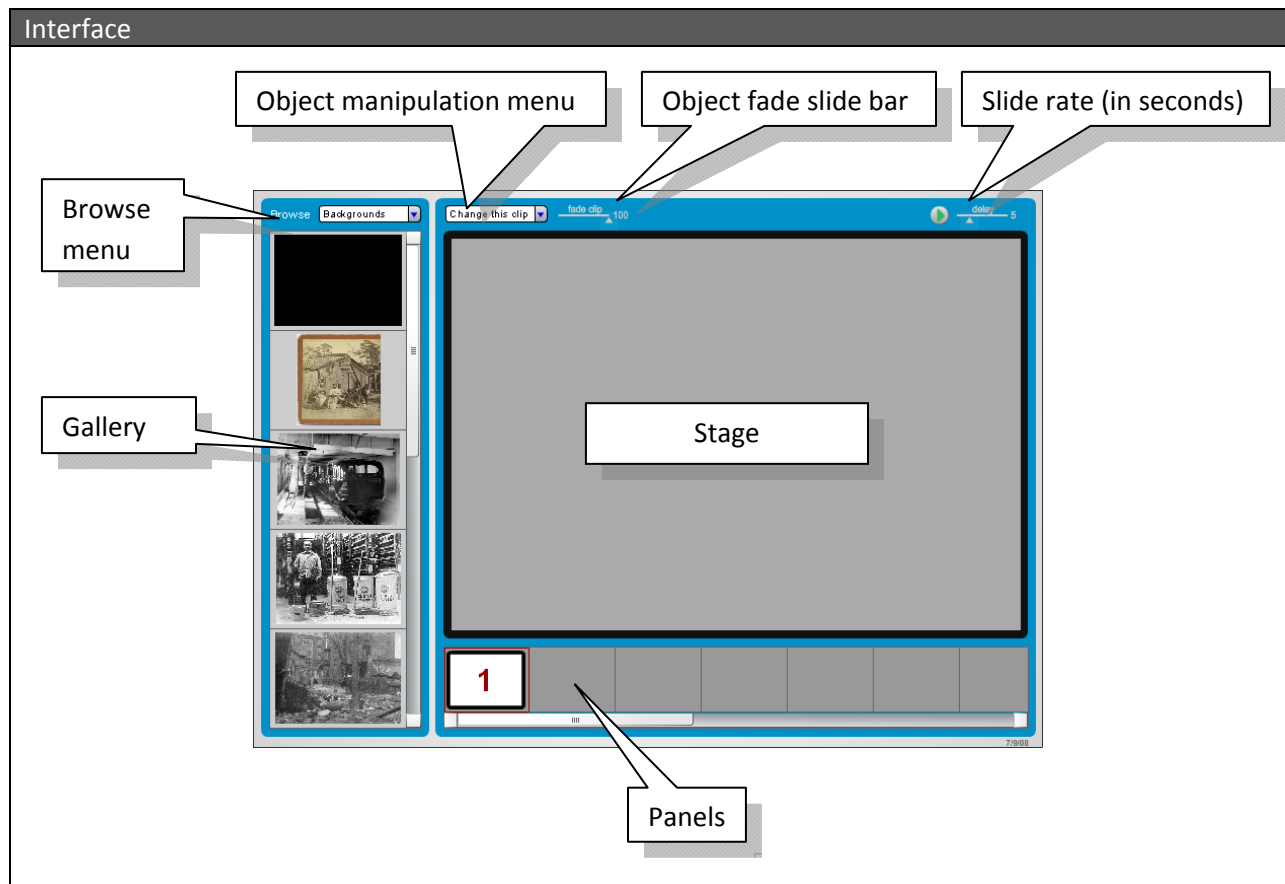 Interface
Object manipulation menu
Object fade slide bar
Slide rate (in seconds)
Browse
menu
Browse
Backgrounds
Change this clip
fade clip
100
delay
5
Gallery
Stage
1
7/9/08
Panels